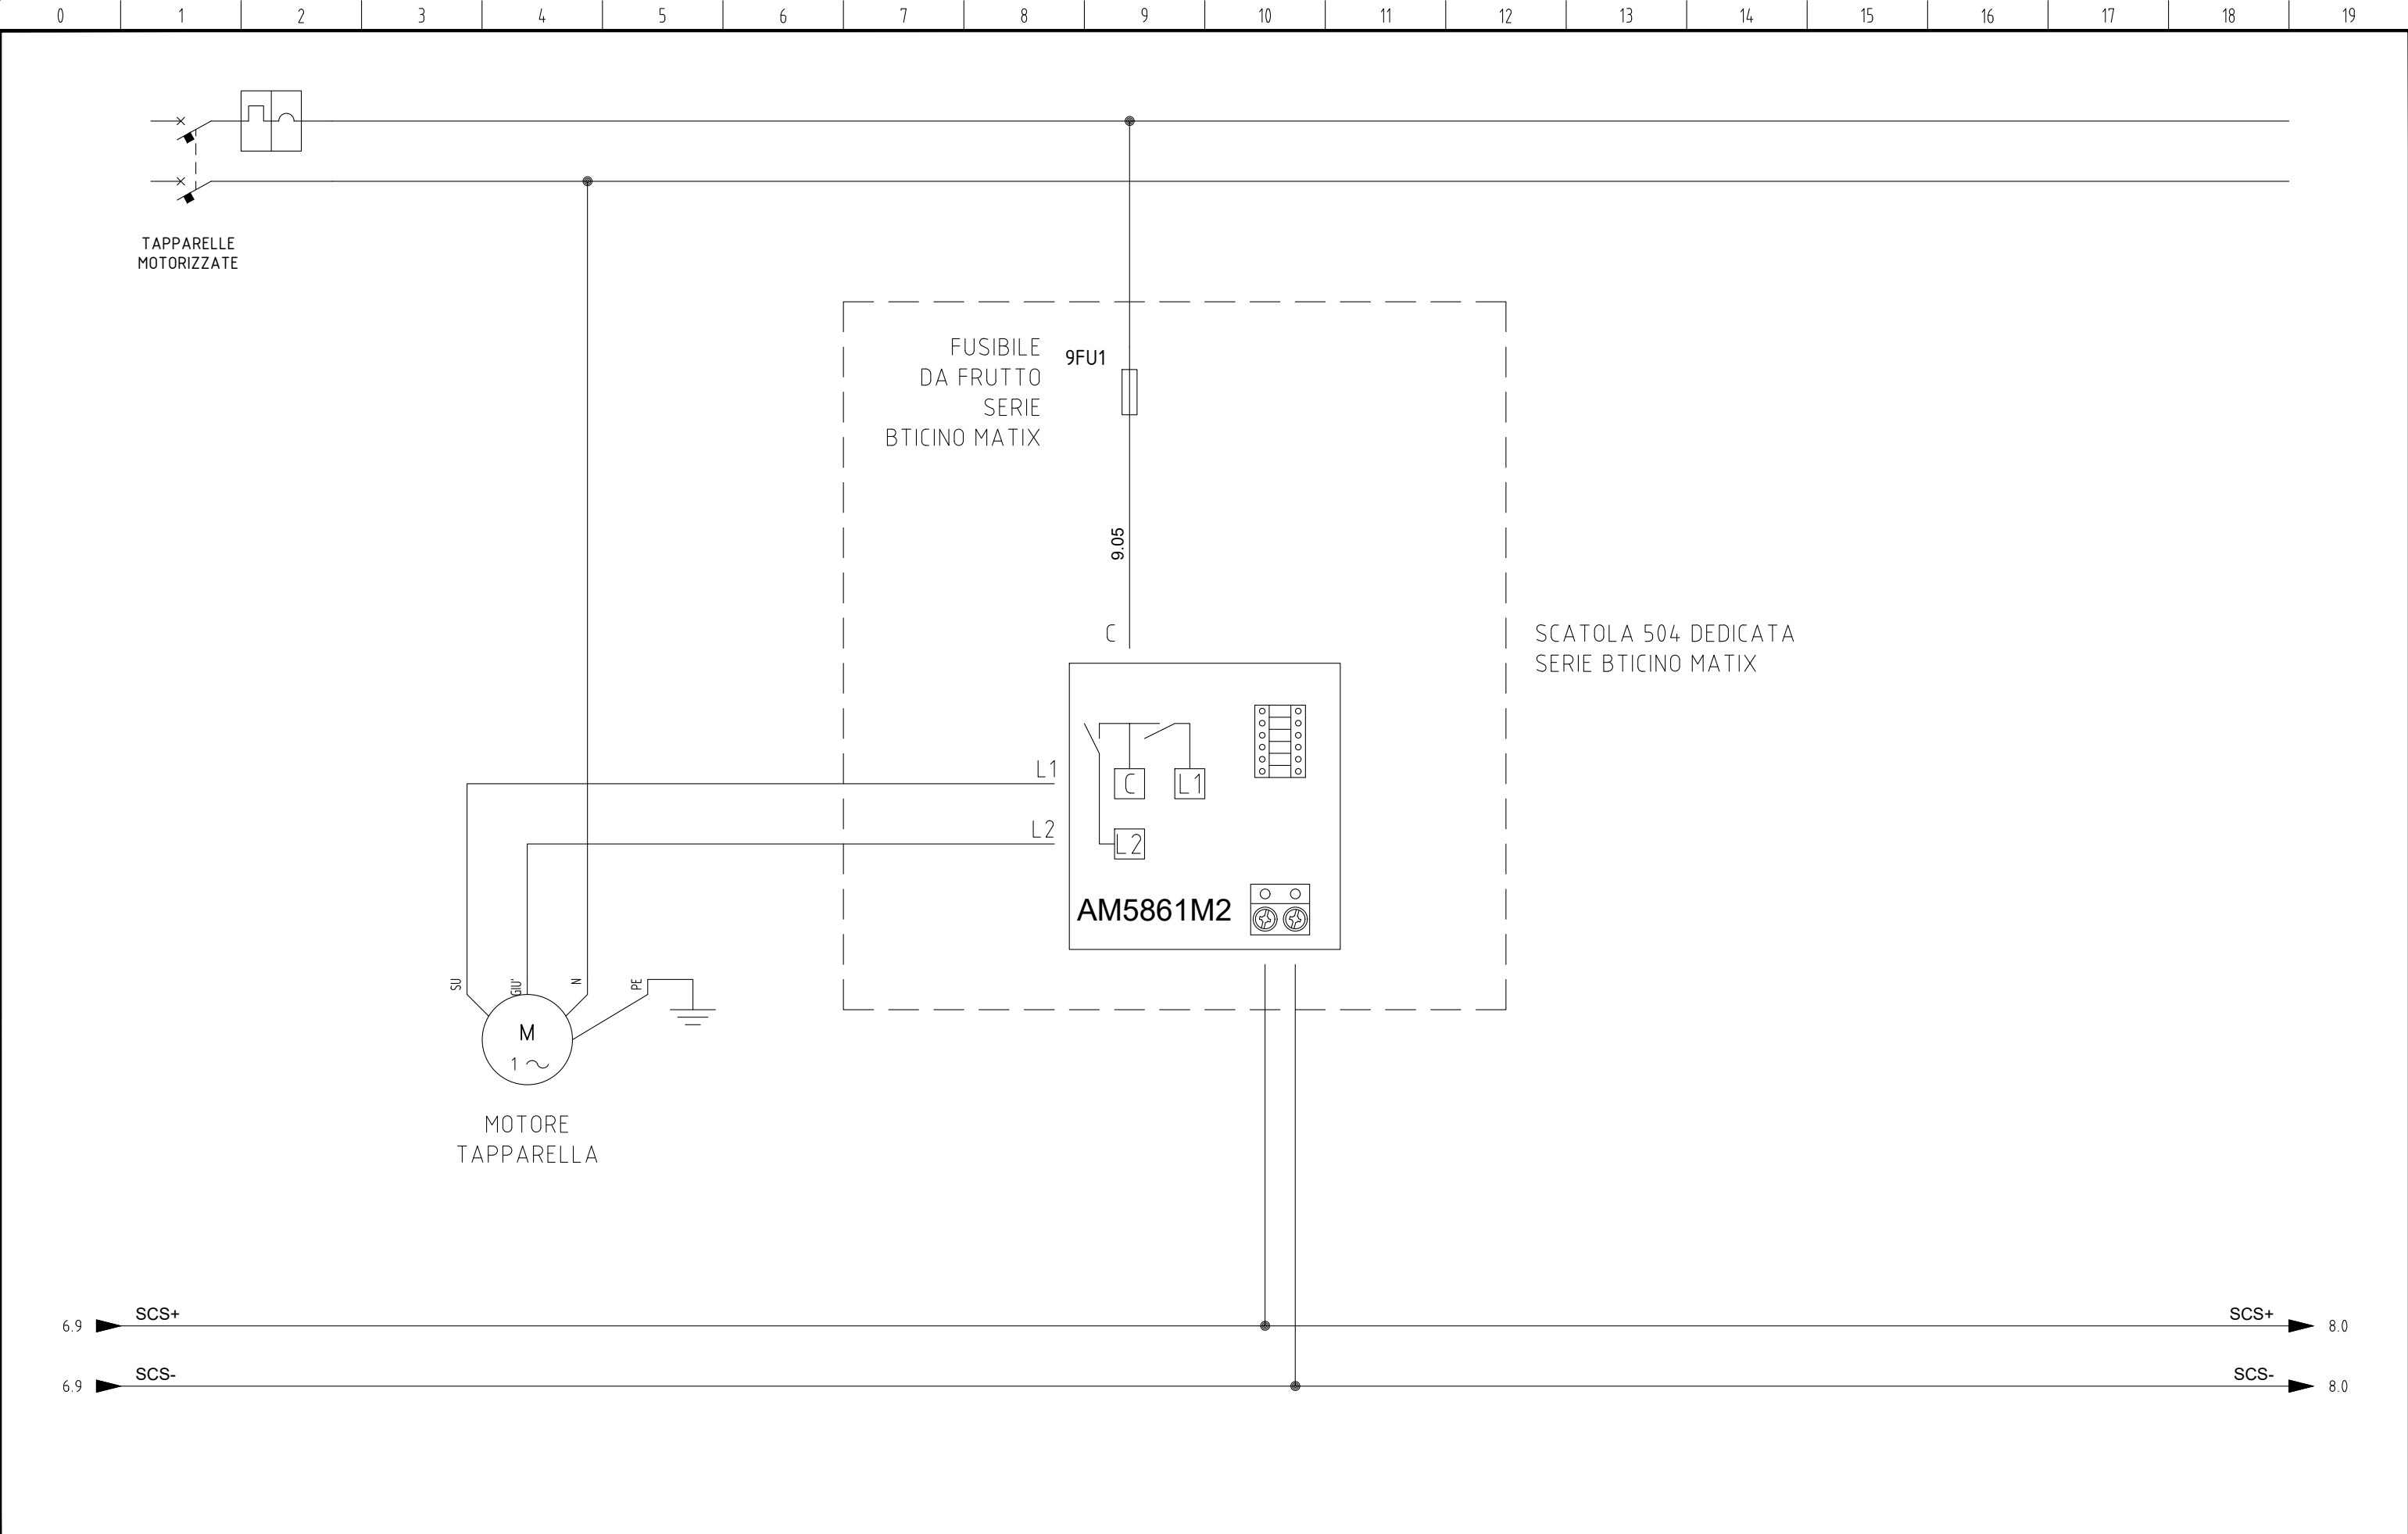 0 1 2 3 4 5 6 7 8 9 10 11 12 13 14 15 16 17 18 19
TAPPARELLE
MOTORIZZATE
FUSIBILE
DA FRUTTO
SERIE
BTICINO MATIX
9FU1
9.05
C
SCATOLA 504 DEDICATA
SERIE BTICINO MATIX
L1
L2
C
L1
L2
AM5861M2
SU
GIU'
N
PE
M
1
MOTORE
TAPPARELLA
6.9
SCS+
SCS+
8.0
6.9
SCS-
SCS-
8.0